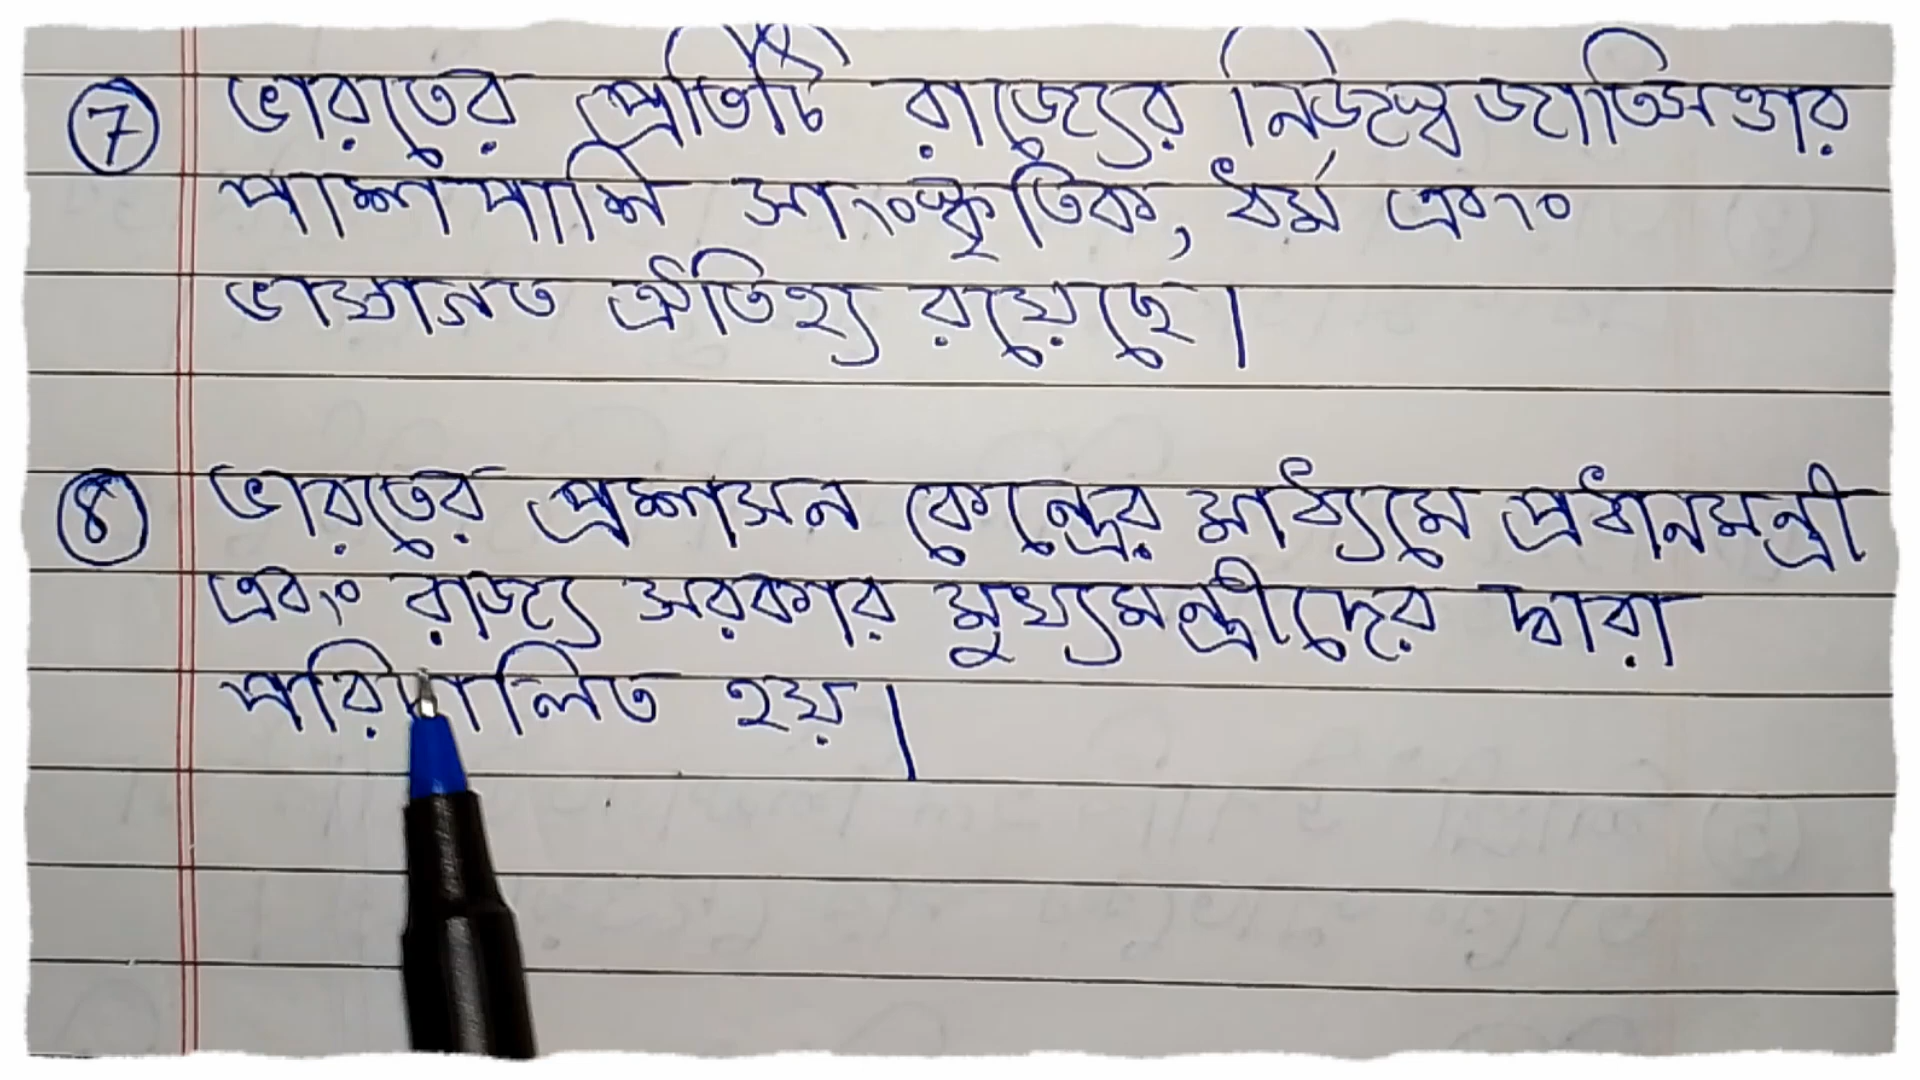 7 ভারতের প্রতিটি রাজ্যের নিজস্ব জাতিসত্তার
পাশাপাশি সাংস্কৃতিক, ধর্ম এবং
ভাষাগত ঐতিহ্য রয়েছে।
8 ভারতের প্রশাসন কেন্দ্রের মাধ্যমে প্রধানমন্ত্রী
এবং রাজ্য সরকার মুখ্যমন্ত্রীদের দ্বারা
পরিচালিত হয়।